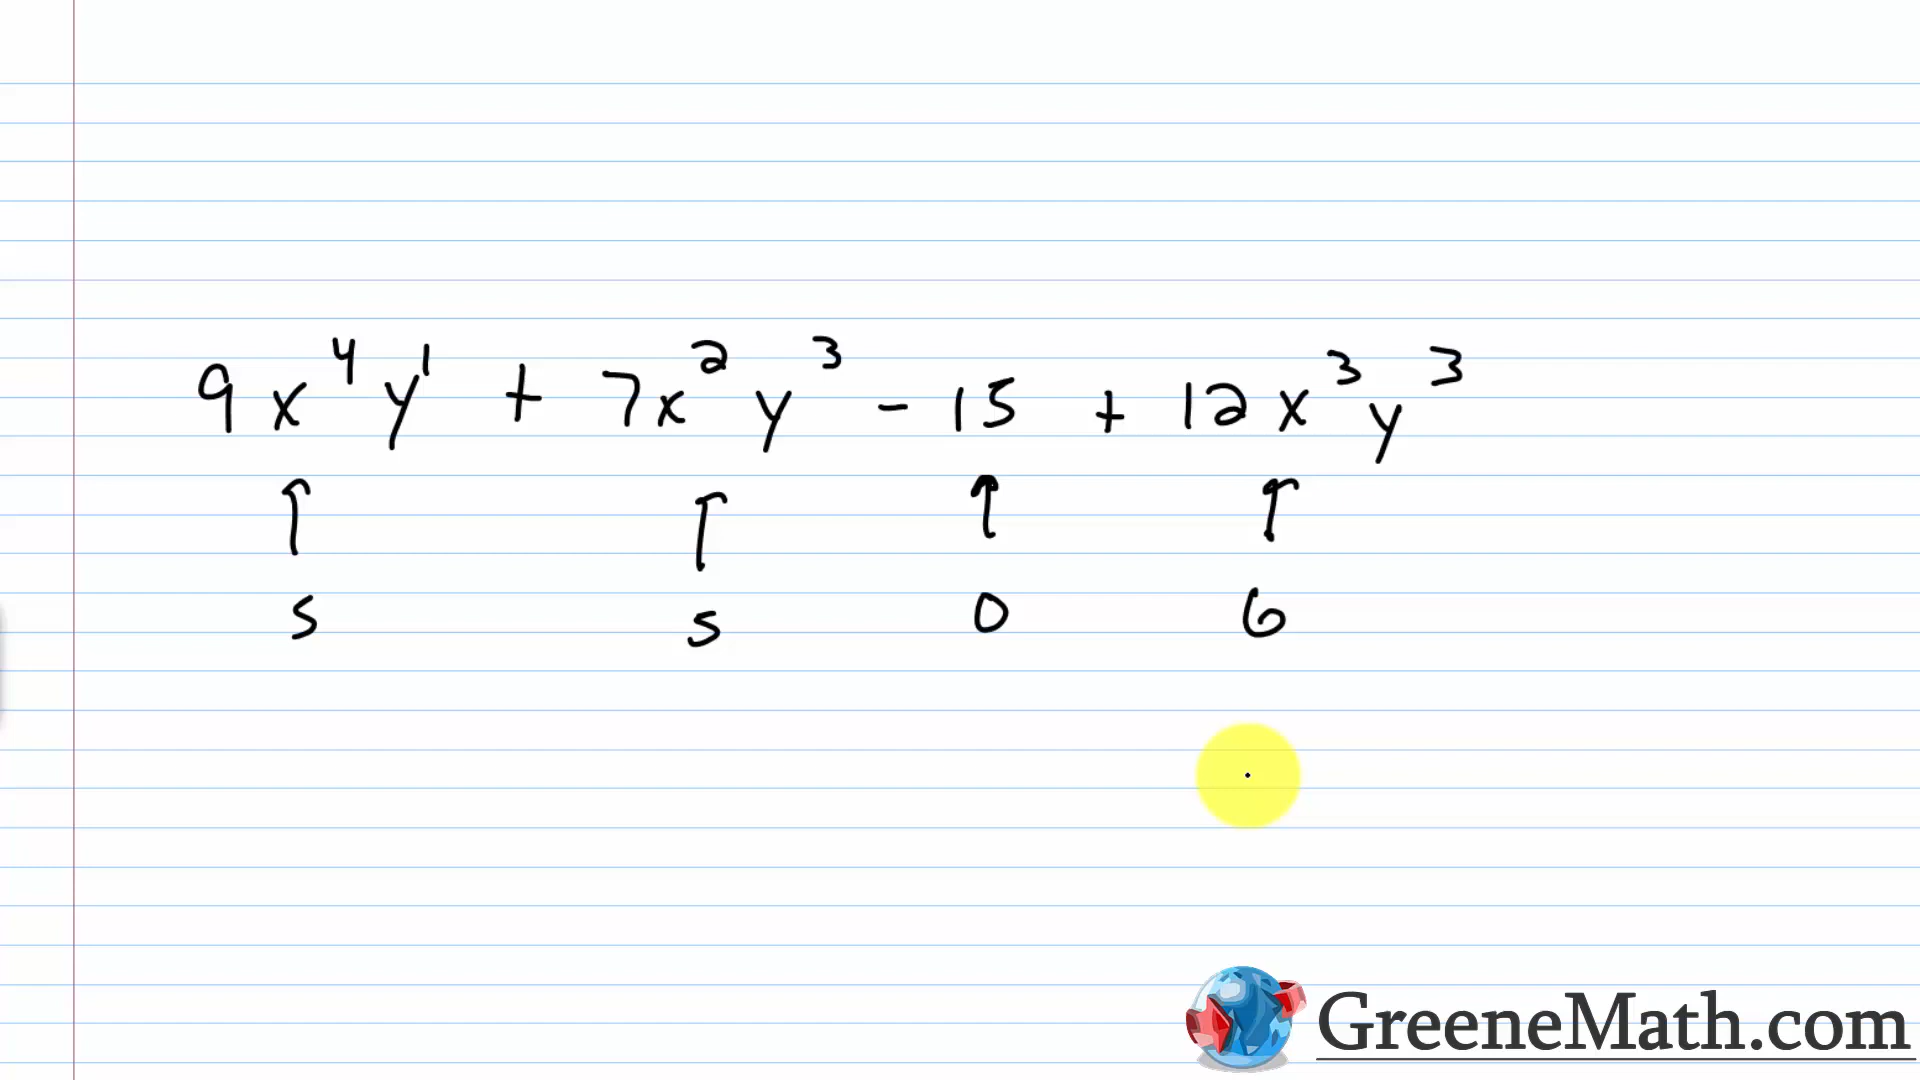 9x⁴y¹ + 7x²y³ - 15 + 12x³y³
↑ ↑ ↑ ↑
5 5 0 6
GreeneMath.com